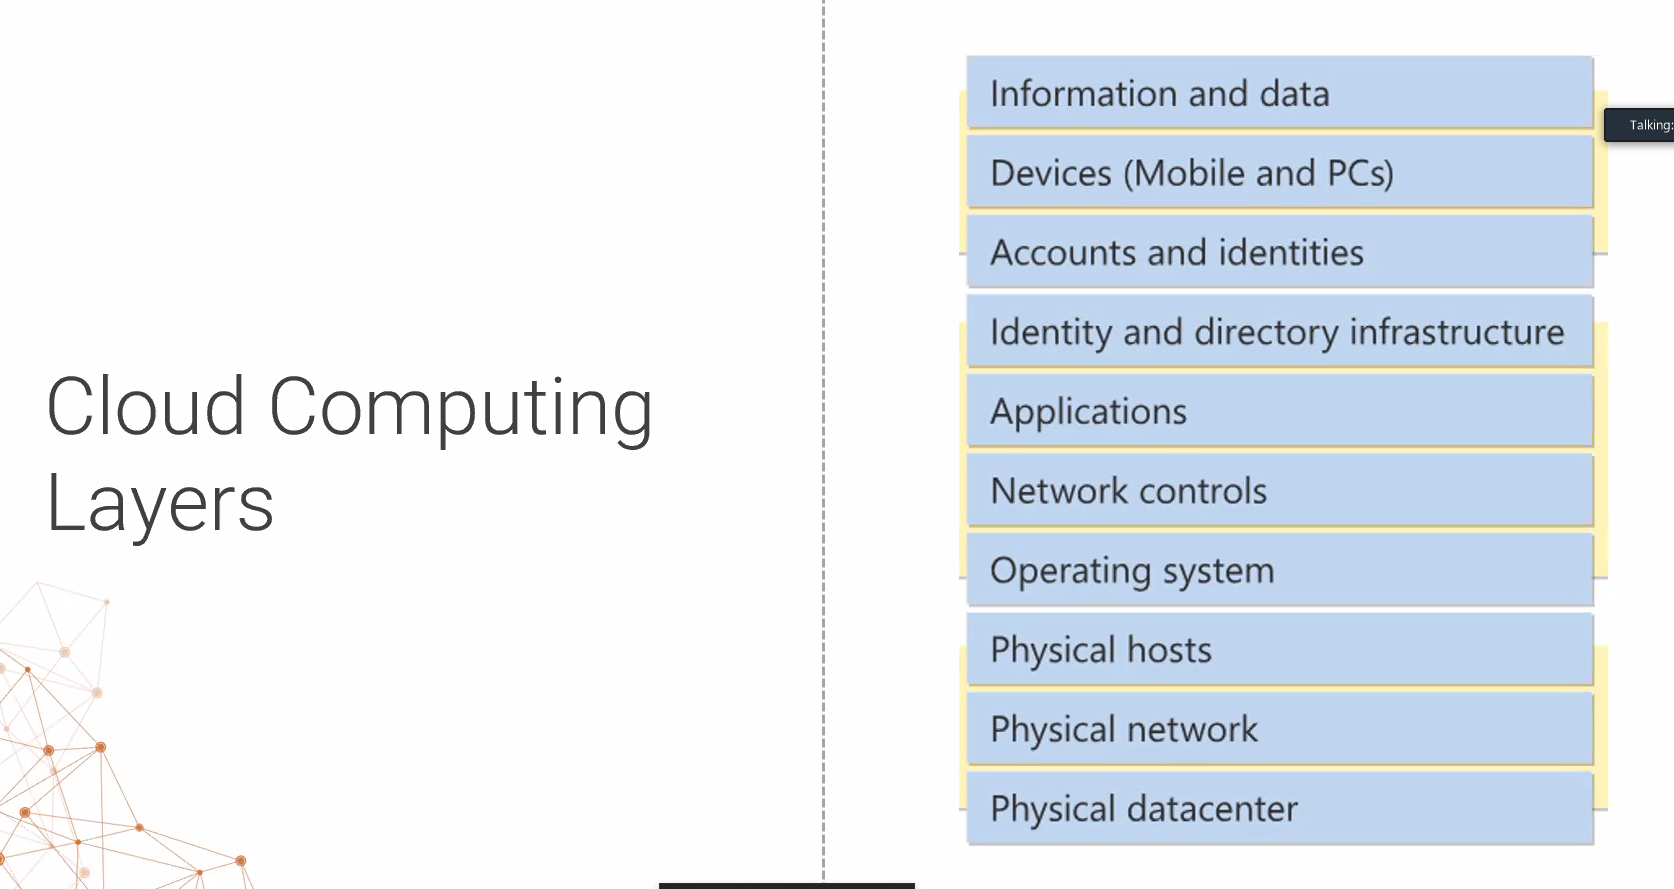 Cloud Computing
Layers
Information and data
Devices (Mobile and PCs)
Accounts and identities
Identity and directory infrastructure
Applications
Network controls
Operating system
Physical hosts
Physical network
Physical datacenter
Talking: